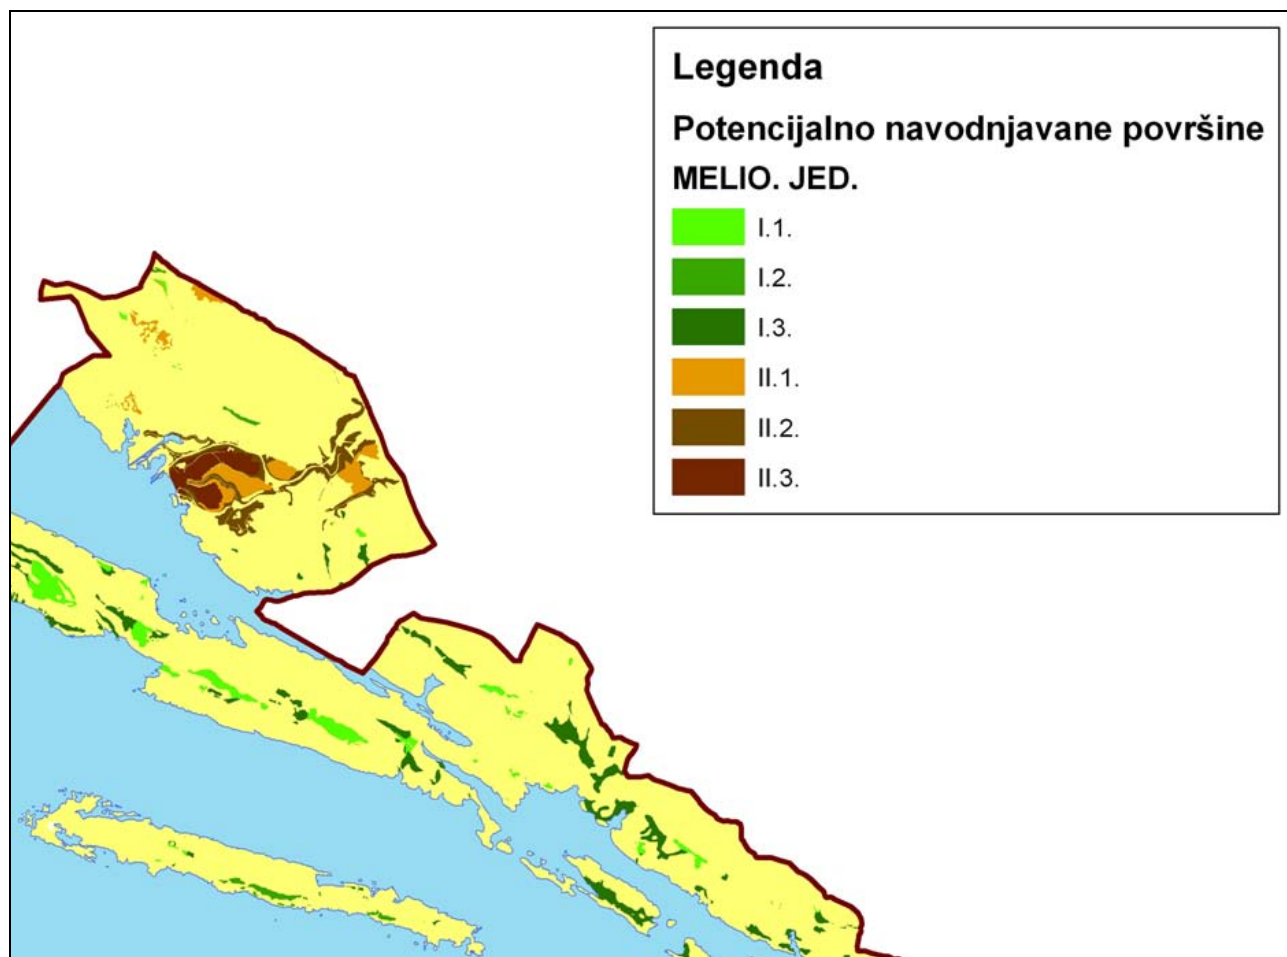 Legenda
Potencijalno navodnjavane površine
MELIO. JED.
I.1.
I.2.
I.3.
II.1.
II.2.
II.3.